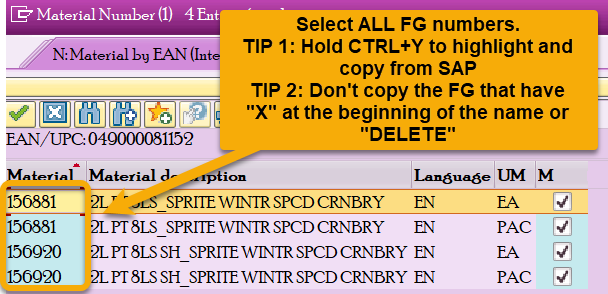 Material Number (1) 4 Ent
N: Material by EAN (Inte
Select ALL FG numbers.
TIP 1: Hold CTRL+Y to highlight and
copy from SAP
TIP 2: Don't copy the FG that have
"X" at the beginning of the name or
"DELETE"
EAN/UPC: 049000081152
Material Material description Language UM M
156881 2L P 8LS_SPRITE WINTR SPCD CRNBRY EN EA
156881 2L PT 8LS_SPRITE WINTR SPCD CRNBRY EN PAC
156920 2L PT 8LS SH_SPRITE WINTR SPCD CRNBRY EN EA
156920 2L PT 8LS SH_SPRITE WINTR SPCD CRNBRY EN PAC